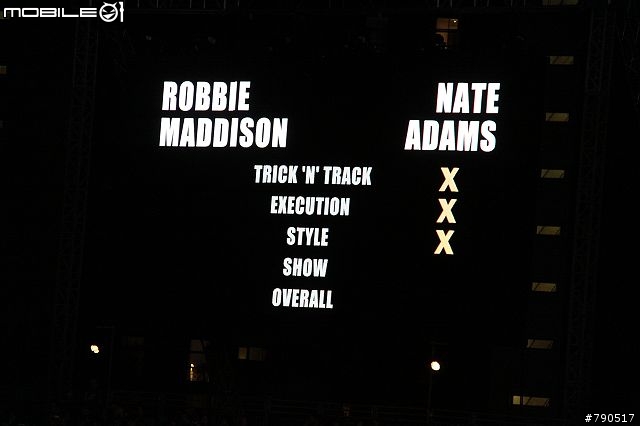 MOBILE01
ROBBIE
MADDISON
NATE
ADAMS
TRICK 'N' TRACK X
EXECUTION X
STYLE X
SHOW
OVERALL
#790517